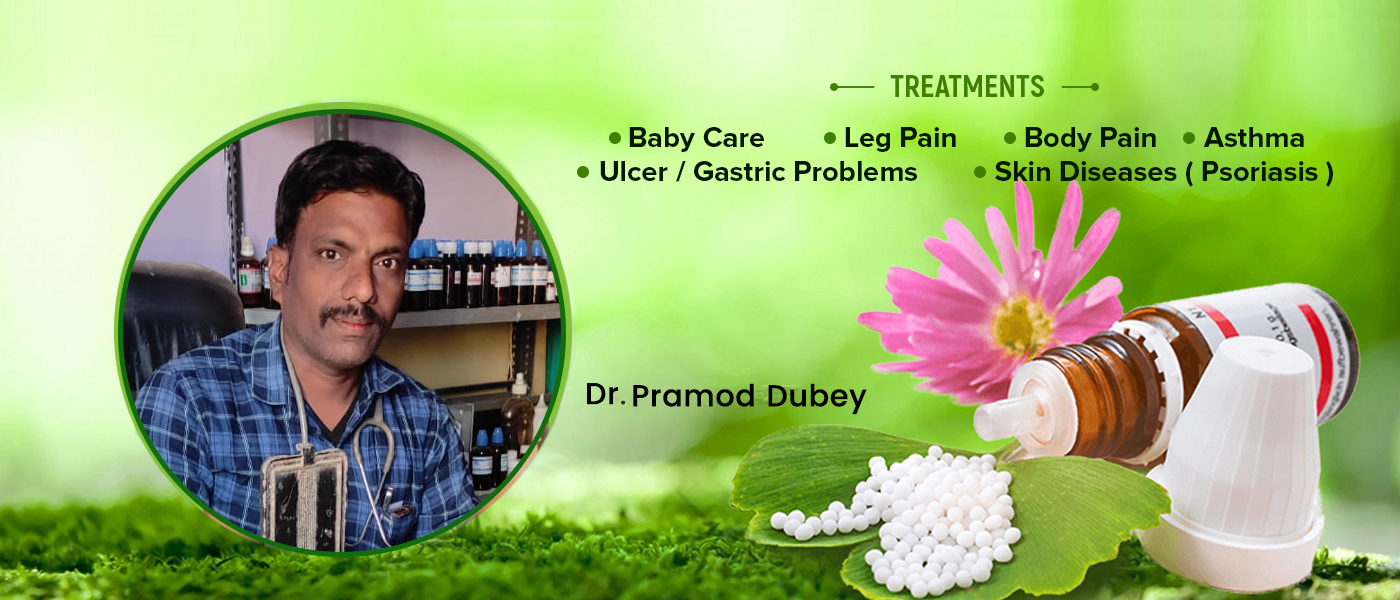 TREATMENTS
• Baby Care • Leg Pain • Body Pain • Asthma
• Ulcer / Gastric Problems • Skin Diseases ( Psoriasis )
Dr. Pramod Dubey